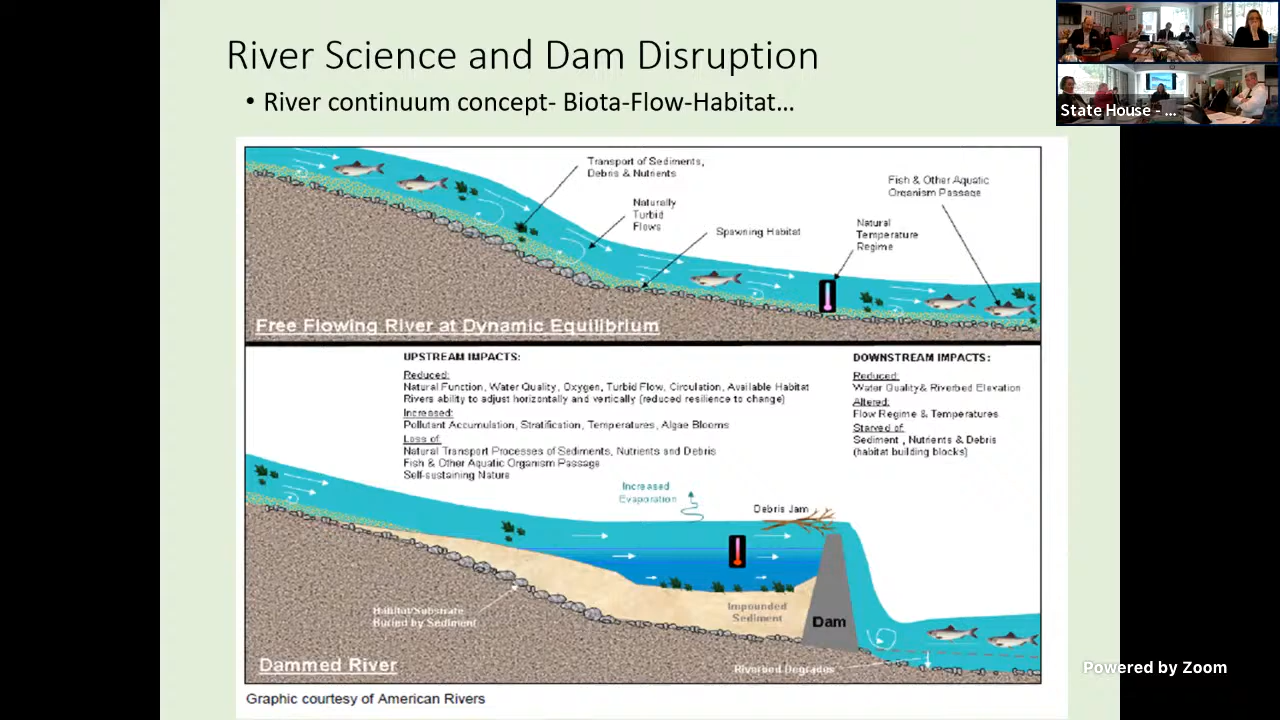 River Science and Dam Disruption
• River continuum concept- Biota-Flow-Habitat...
State House - ...
Transport of Sediments,
Debris & Nutrients
Naturally
Turbid
Flows
Spawning Habitat
Natural
Temperature
Regime
Fish & Other Aquatic
Organism Passage
Free Flowing River at Dynamic Equilibrium
UPSTREAM IMPACTS:
Reduced:
Natural Function, Water Quality, Oxygen, Turbid Flow, Circulation, Available Habitat
Rivers ability to adjust horizontally and vertically (reduced resilience to change)
Increased:
Pollutant Accumulation, Stratification, Temperatures, Algae Blooms
Loss of:
Natural Transport Processes of Sediments, Nutrients and Debris
Fish & Other Aquatic Organism Passage
Self-sustaining Nature
DOWNSTREAM IMPACTS:
Reduced:
Water Quality& Riverbed Elevation
Altered:
Flow Regime & Temperatures
Starved of:
Sediment , Nutrients & Debris
(habitat building blocks)
Increased
Evaporation
Debris Jam
Habitat/Substrate
Buried by Sediment
Impounded
Sediment
Dam
Riverbed Degrades
Dammed River
Graphic courtesy of American Rivers
Powered by Zoom